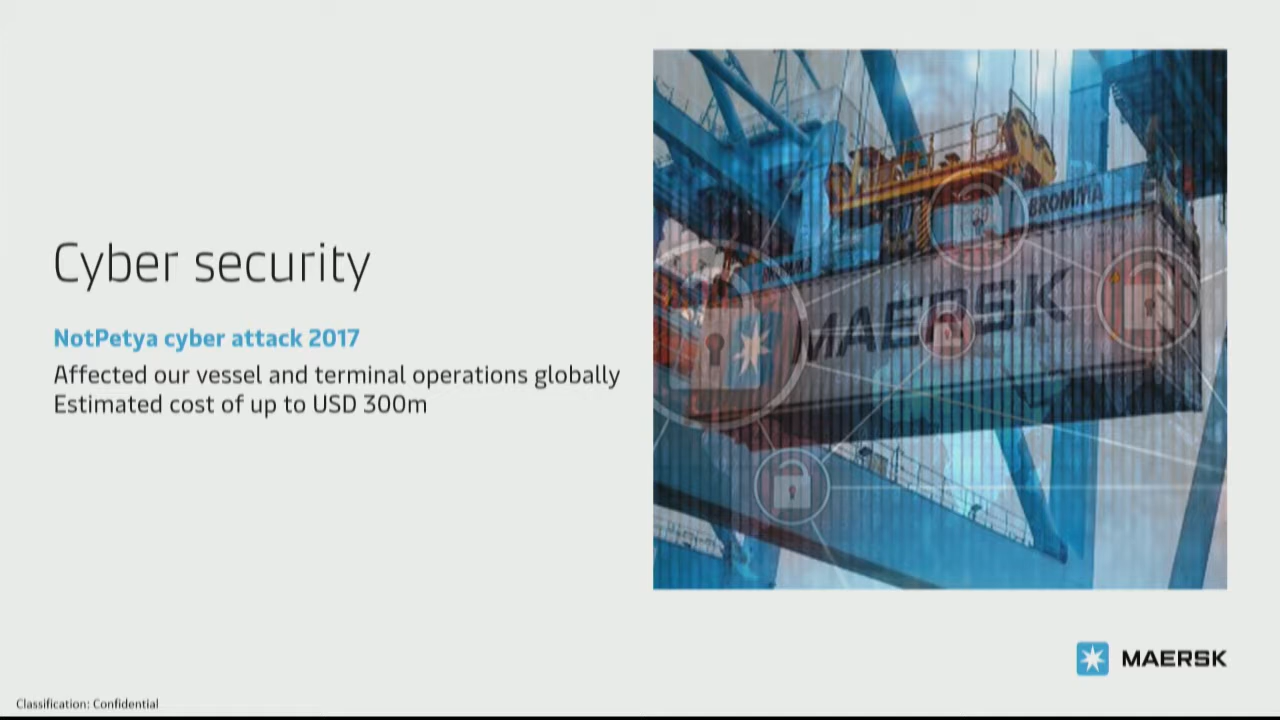 Cyber security
NotPetya cyber attack 2017
Affected our vessel and terminal operations globally
Estimated cost of up to USD 300m
BROMMA
BROMMA
MAERSK
MAERSK
Classification: Confidential